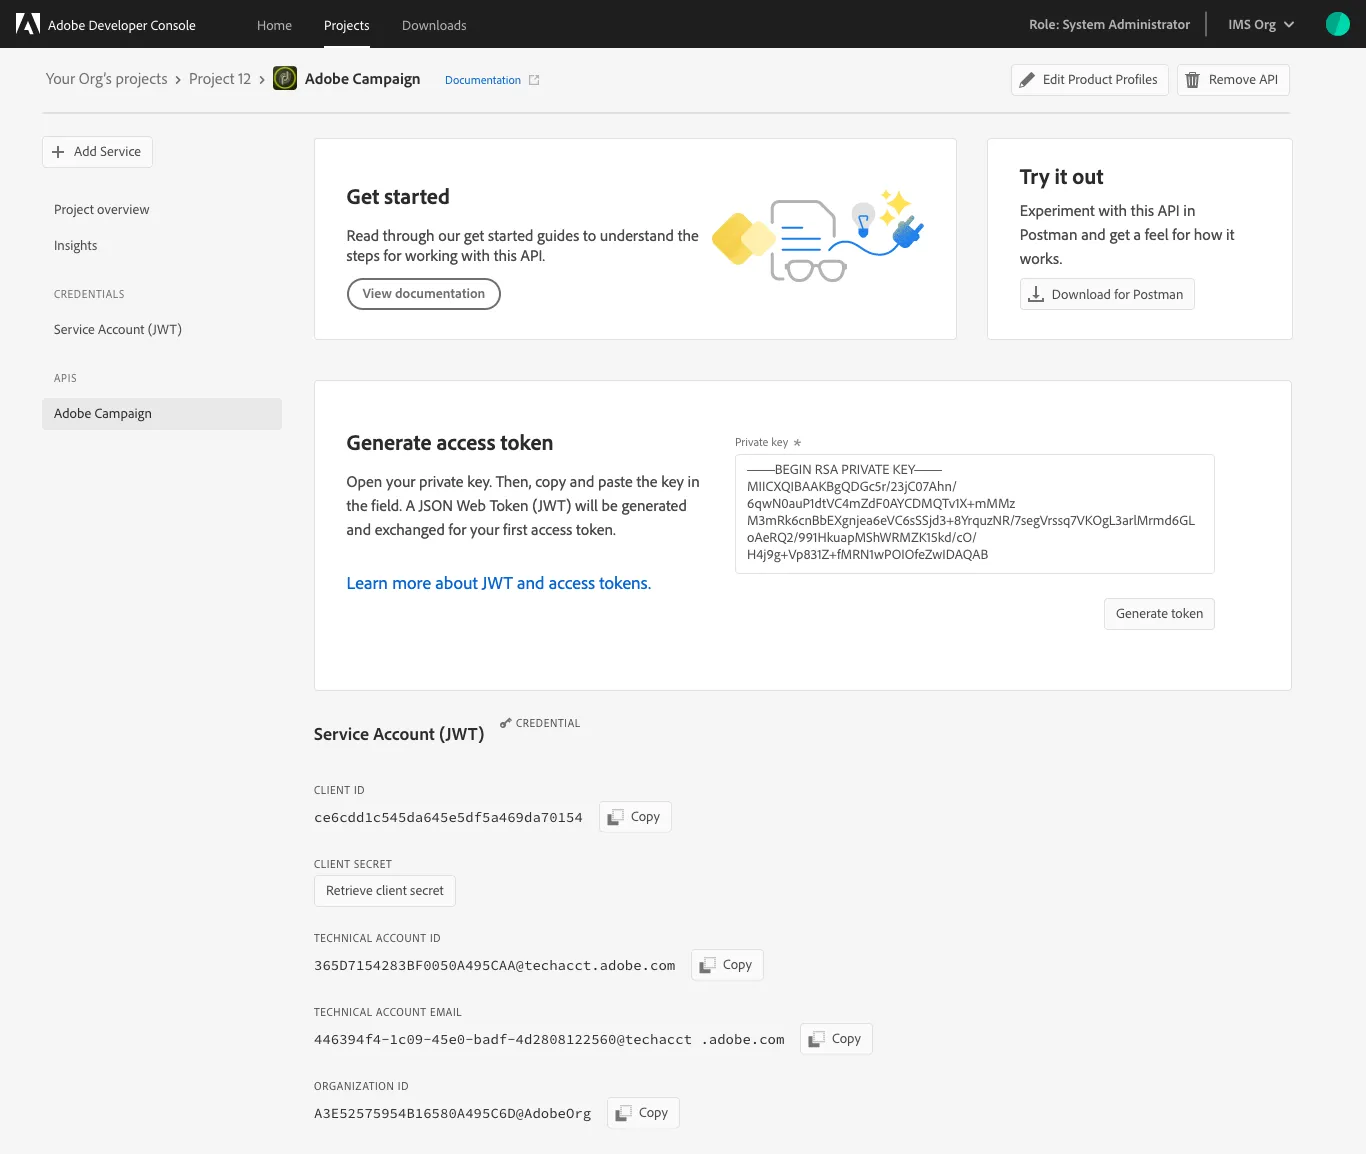 Adobe Developer Console
Home
Projects
Downloads
Role: System Administrator
IMS Org
Your Org's projects > Project 12 > Adobe Campaign
Documentation
Edit Product Profiles
Remove API
Add Service
Project overview
Insights
CREDENTIALS
Service Account (JWT)
APIS
Adobe Campaign
Get started
Read through our get started guides to understand the
steps for working with this API.
View documentation
Try it out
Experiment with this API in
Postman and get a feel for how it
works.
Download for Postman
Generate access token
Open your private key. Then, copy and paste the key in
the field. A JSON Web Token (JWT) will be generated
and exchanged for your first access token.
Learn more about JWT and access tokens.
Private key *
——BEGIN RSA PRIVATE KEY——
MIICXQIBAAKBgQDGc5r/23jC07Ahn/
6qwN0auP1dtVC4mZdF0AYCDMQTv1X+mMMz
M3mRk6cnBbEXgnjea6eVC6sSSjd3+8YrquzNR/7segVrssq7VKOgL3arlMrmd6GL
oAeRQ2/991HkuapMShWRMZK15kd/cO/
H4j9g+Vp831Z+fMRN1wPOIOfeZwIDAQAB
Generate token
Service Account (JWT)
CREDENTIAL
CLIENT ID
ce6cdd1c545da645e5df5a469da70154
Copy
CLIENT SECRET
Retrieve client secret
TECHNICAL ACCOUNT ID
365D7154283BF0050A495CAA@techacct.adobe.com
Copy
TECHNICAL ACCOUNT EMAIL
446394f4-1c09-45e0-badf-4d2808122560@techacct .adobe.com
Copy
ORGANIZATION ID
A3E52575954B16580A495C6D@AdobeOrg
Copy